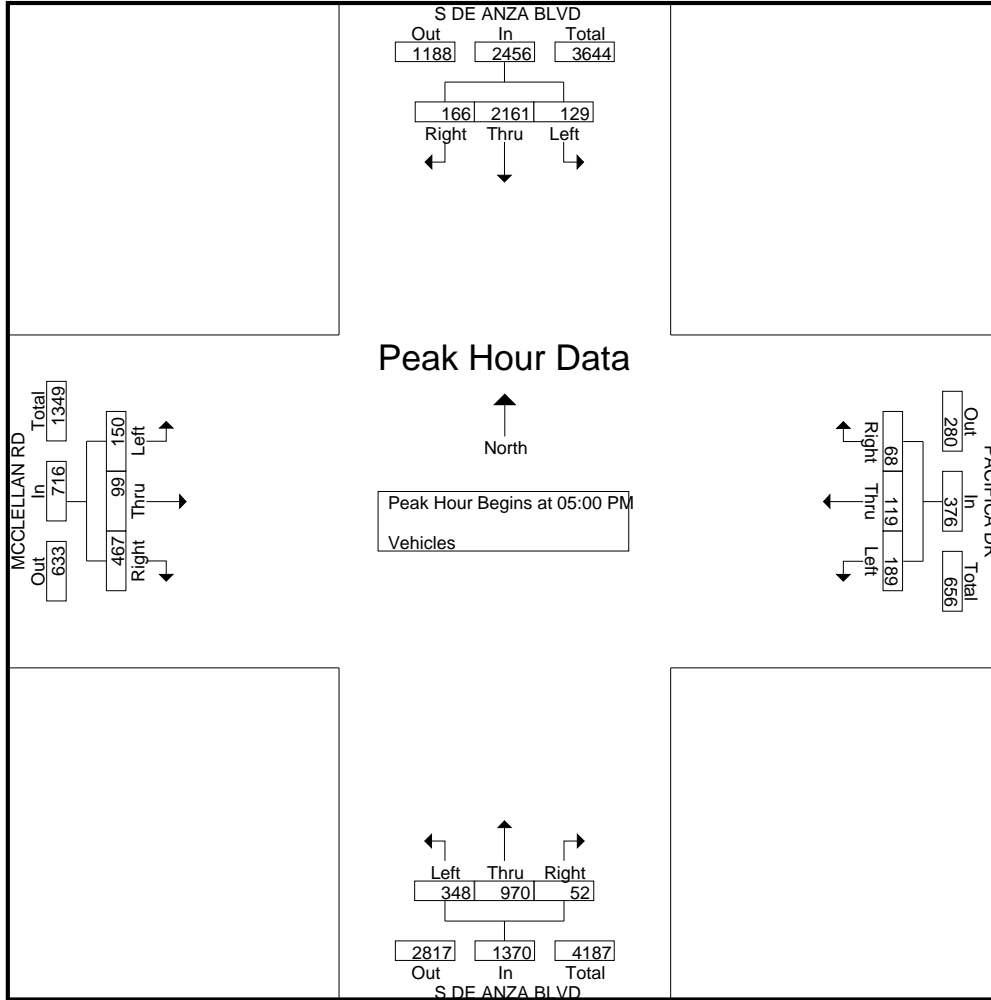 S DE ANZA BLVD
Out In Total
1188 2456 3644
166 2161 129
Right Thru Left
Peak Hour Data
North
Peak Hour Begins at 05:00 PM
Vehicles
MCCLELLAN RD
Total In Out
1349 716 633
150 99 467
Left Thru Right
Out In Total
280 376 656
68 119 189
Right Thru Left
Left Thru Right
348 970 52
2817 1370 4187
Out In Total
S DE ANZA BLVD
PACIFICA DR